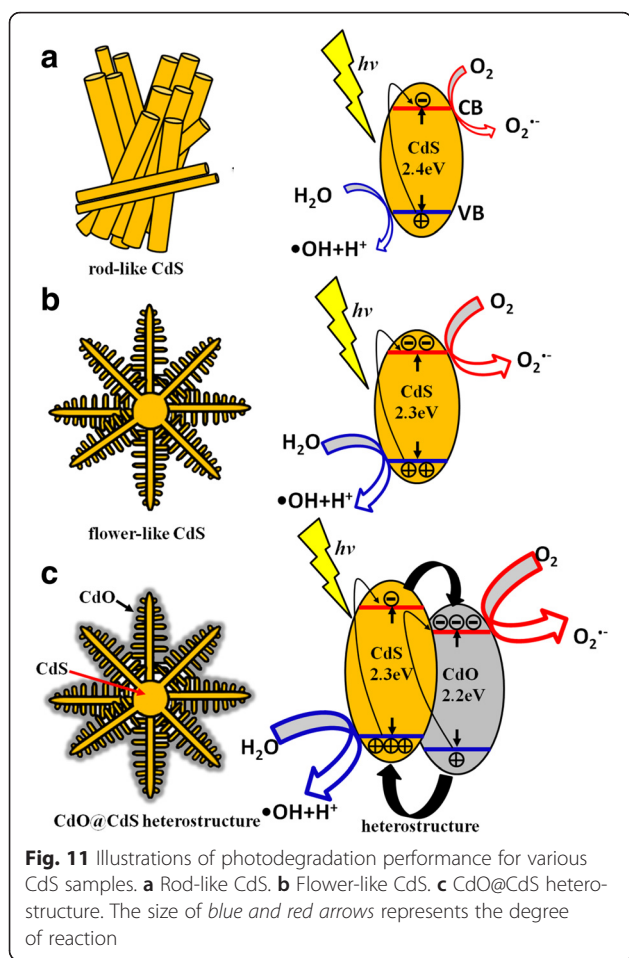 a
hv
O₂
CB
O₂•-
CdS
2.4eV
H₂O
VB
•OH+H⁺
rod-like CdS
b
hv
O₂
O₂•-
CdS
2.3eV
H₂O
•OH+H⁺
flower-like CdS
c
hv
O₂
CdO
O₂•-
CdS
2.3eV
CdO
2.2eV
CdS
H₂O
•OH+H⁺
CdO@CdS heterostructure
heterostructure
Fig. 11 Illustrations of photodegradation performance for various
CdS samples. a Rod-like CdS. b Flower-like CdS. c CdO@CdS hetero-
structure. The size of blue and red arrows represents the degree
of reaction